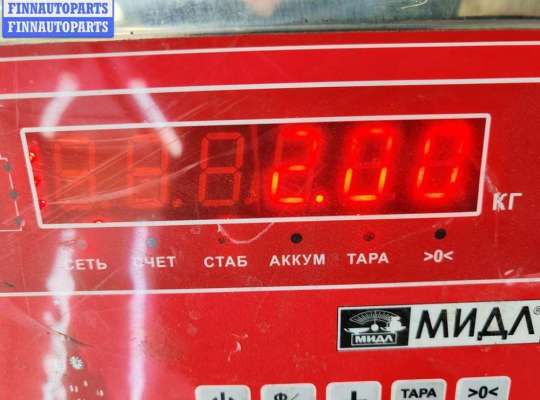 FINNAUTOPARTS
FINNAUTOPARTS
2.00
КГ
СЕТЬ СЧЕТ СТАБ АККУМ ТАРА >0<
МИДЛ МИДЛ®
ТАРА >0<